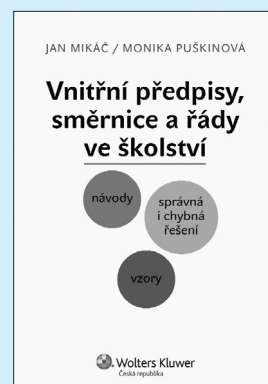 JAN MIKÁČ / MONIKA PUŠKINOVÁ
Vnitřní předpisy,
směrnice a řády
ve školství
návody
správná
i chybná
řešení
vzory
Wolters Kluwer
Česká republika